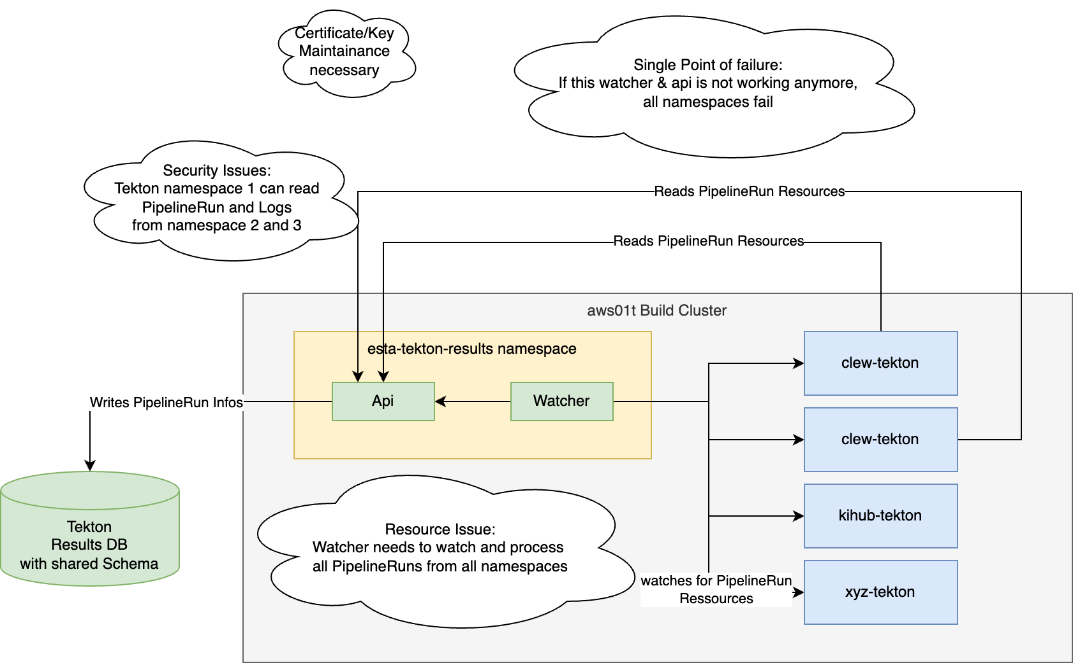 Certificate/Key
Maintainance
necessary
Single Point of failure:
If this watcher & api is not working anymore,
all namespaces fail
Security Issues:
Tekton namespace 1 can read
PipelineRun and Logs
from namespace 2 and 3
Reads PipelineRun Resources
Reads PipelineRun Resources
aws01t Build Cluster
esta-tekton-results namespace
Api
Watcher
clew-tekton
clew-tekton
kihub-tekton
xyz-tekton
Writes PipelineRun Infos
Tekton
Results DB
with shared Schema
Resource Issue:
Watcher needs to watch and process
all PipelineRuns from all namespaces
watches for PipelineRun
Ressources